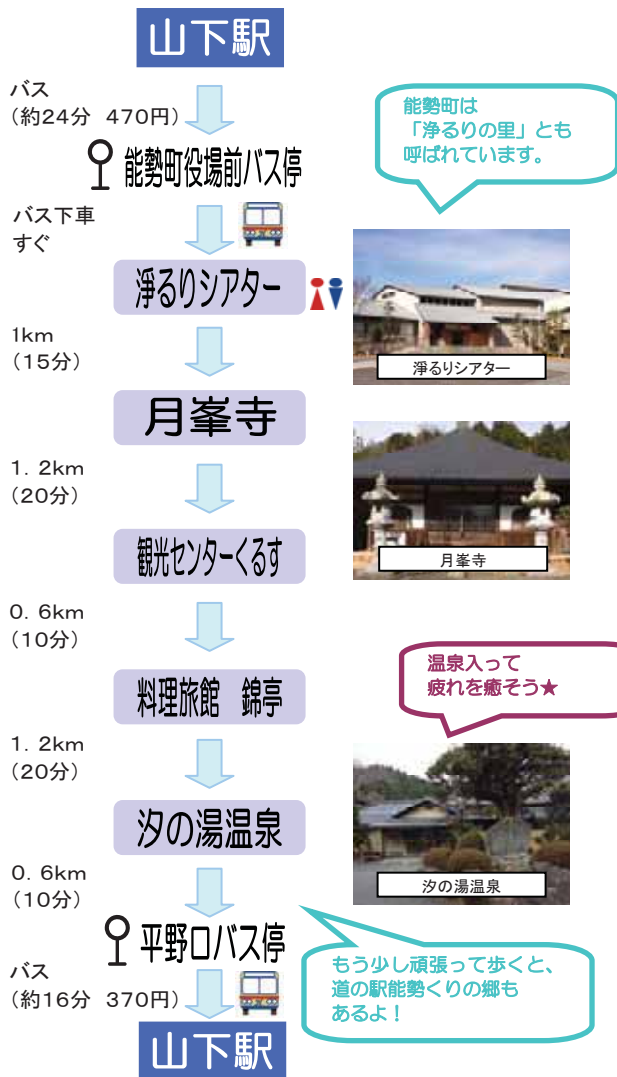 山下駅
バス
（約24分 470円）
能勢町は
「浄るりの里」とも
呼ばれています。
能勢町役場前バス停
バス下車
すぐ
淨るりシアター
淨るりシアター
1km
（15分）
月峯寺
月峯寺
1．2km
（20分）
観光センターくるす
0．6km
（10分）
料理旅館　錦亭
温泉入って
疲れを癒そう★
1．2km
（20分）
汐の湯温泉
汐の湯温泉
0．6km
（10分）
平野口バス停
もう少し頑張って歩くと、
道の駅能勢くりの郷も
あるよ！
バス
（約16分 370円）
山下駅